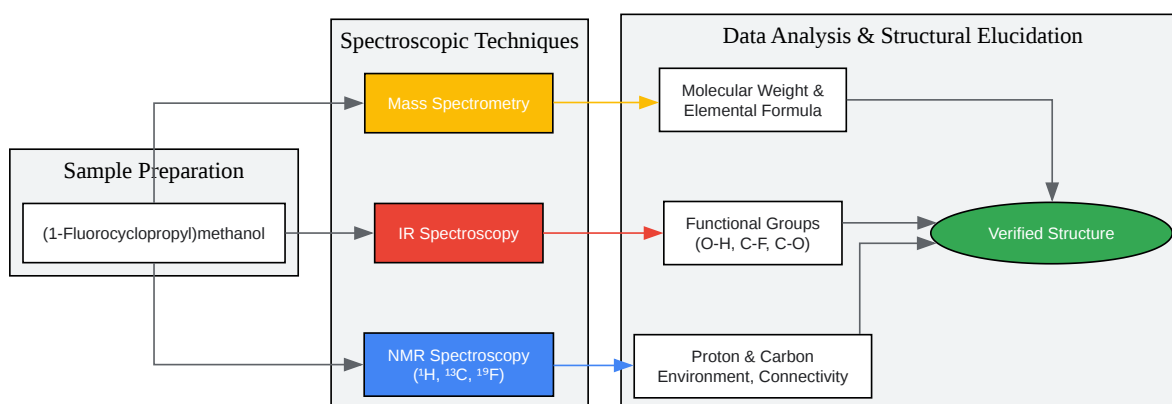 Spectroscopic Techniques
Data Analysis & Structural Elucidation
Mass Spectrometry
Molecular Weight &
Elemental Formula
Sample Preparation
(1-Fluorocyclopropyl)methanol
IR Spectroscopy
Functional Groups
(O-H, C-F, C-O)
Verified Structure
NMR Spectroscopy
(¹H, ¹³C, ¹⁹F)
Proton & Carbon
Environment, Connectivity